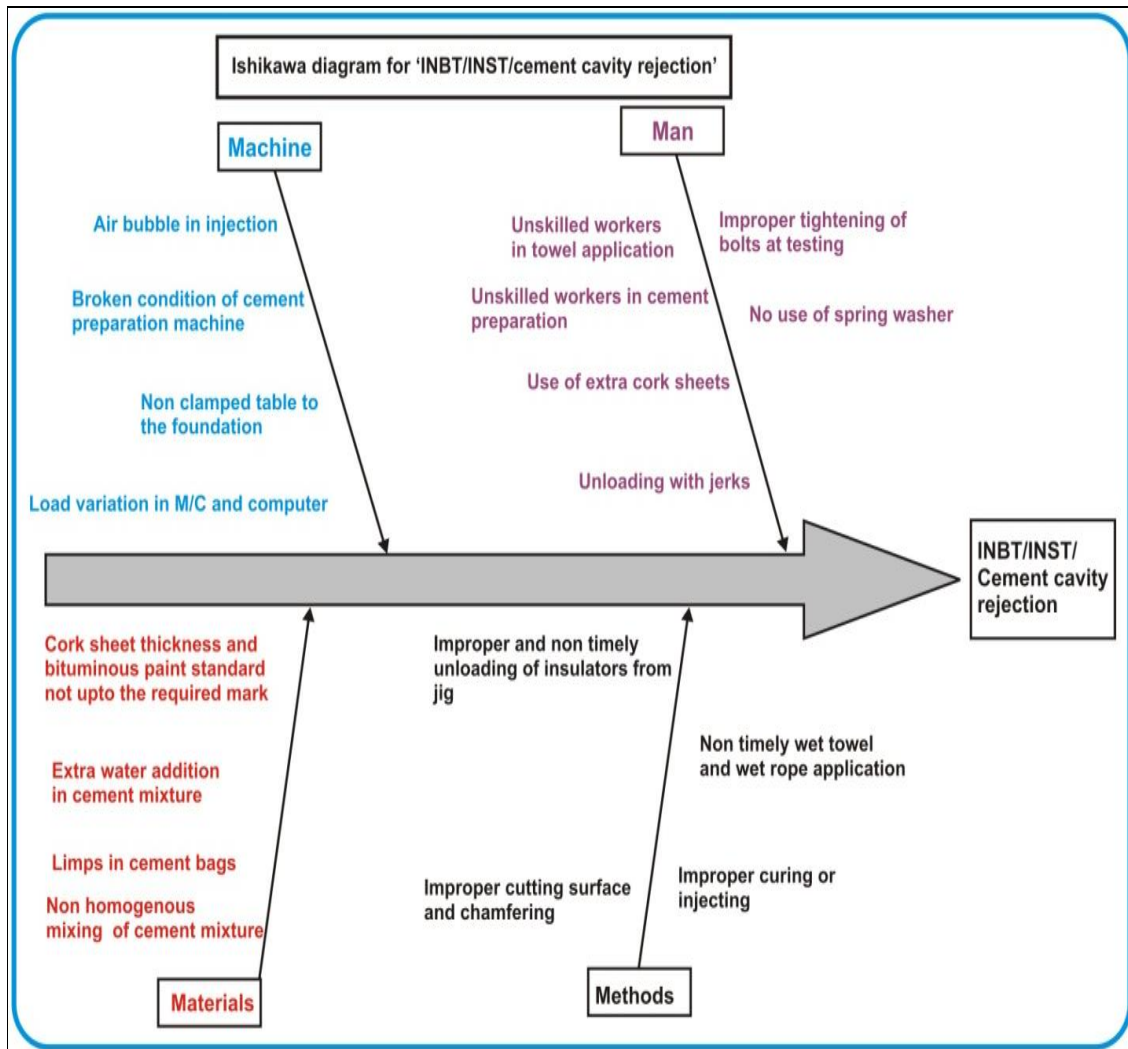 Ishikawa diagram for ‘INBT/INST/cement cavity rejection’
Machine
Man
Air bubble in injection
Broken condition of cement
preparation machine
Non clamped table to
the foundation
Load variation in M/C and computer
Unskilled workers
in towel application
Unskilled workers in cement
preparation
Use of extra cork sheets
Unloading with jerks
Improper tightening of
bolts at testing
No use of spring washer
INBT/INST/
Cement cavity
rejection
Cork sheet thickness and
bituminous paint standard
not upto the required mark
Extra water addition
in cement mixture
Limps in cement bags
Non homogenous
mixing of cement mixture
Materials
Improper and non timely
unloading of insulators from
jig
Non timely wet towel
and wet rope application
Improper cutting surface
and chamfering
Improper curing or
injecting
Methods